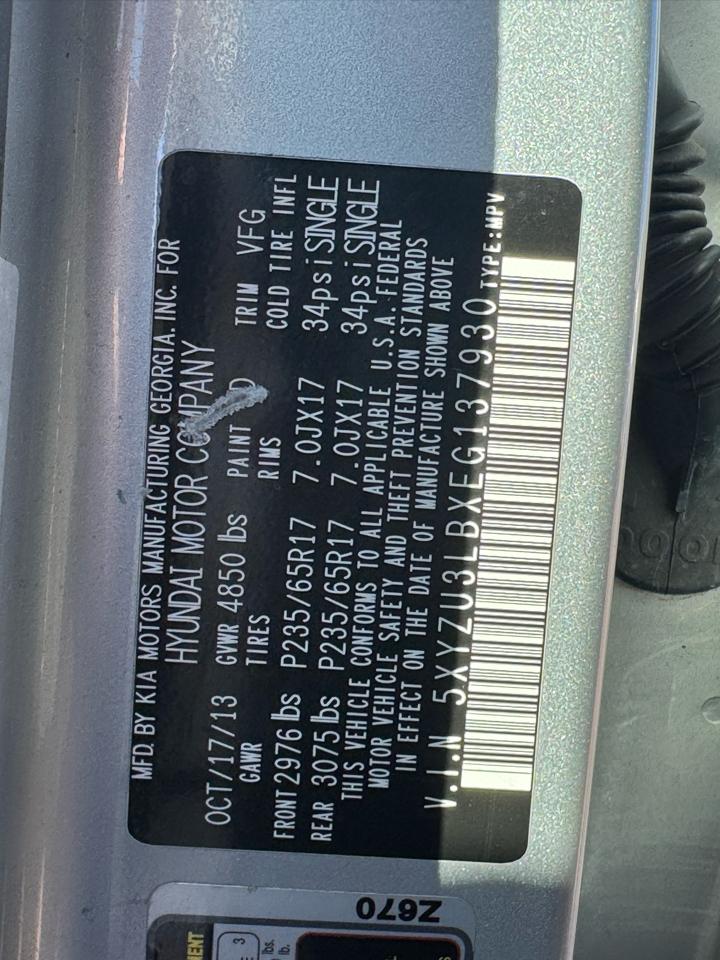 MFD. BY KIA MOTORS MANUFACTURING GEORGIA. INC. FOR
HYUNDAI MOTOR COMPANY
OCT/17/13 GVWR 4850 lbs PAINT TRIM VFG
GAWR TIRES RIMS COLD TIRE INFL
FRONT 2976 lbs P235/65R17 7.0JX17 34psi SINGLE
REAR 3075 lbs P235/65R17 7.0JX17 34psi SINGLE
THIS VEHICLE CONFORMS TO ALL APPLICABLE U.S.A. FEDERAL
MOTOR VEHICLE SAFETY AND THEFT PREVENTION STANDARDS
IN EFFECT ON THE DATE OF MANUFACTURE SHOWN ABOVE
V.I.N 5XYZU3LBXEG137930 TYPE:MPV
Z670
3
lbs.
lb.